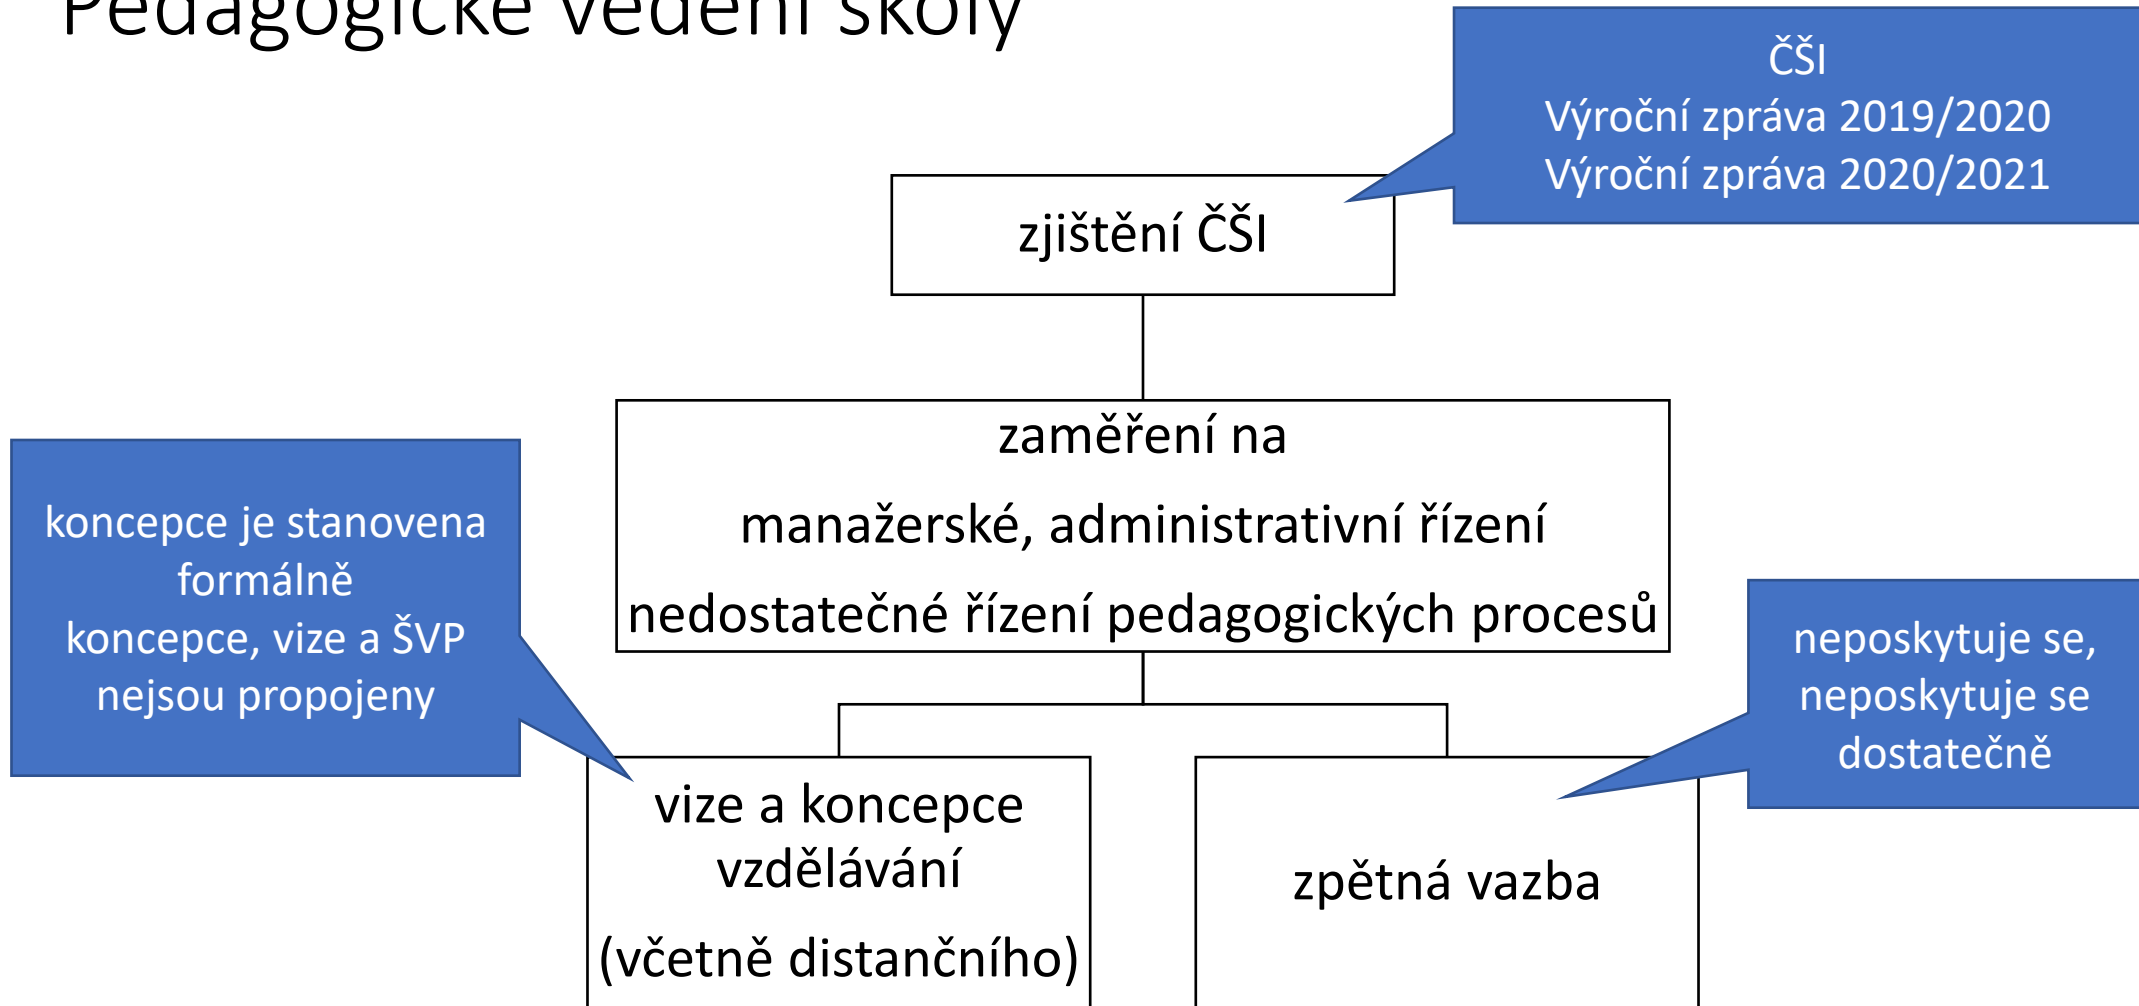 Pedagogické vedení školy
ČŠI
Výroční zpráva 2019/2020
Výroční zpráva 2020/2021
zjištění ČŠI
zaměření na
manažerské, administrativní řízení
nedostatečné řízení pedagogických procesů
koncepce je stanovena
formálně
koncepce, vize a ŠVP
nejsou propojeny
neposkytuje se,
neposkytuje se
dostatečně
vize a koncepce
vzdělávání
(včetně distančního)
zpětná vazba